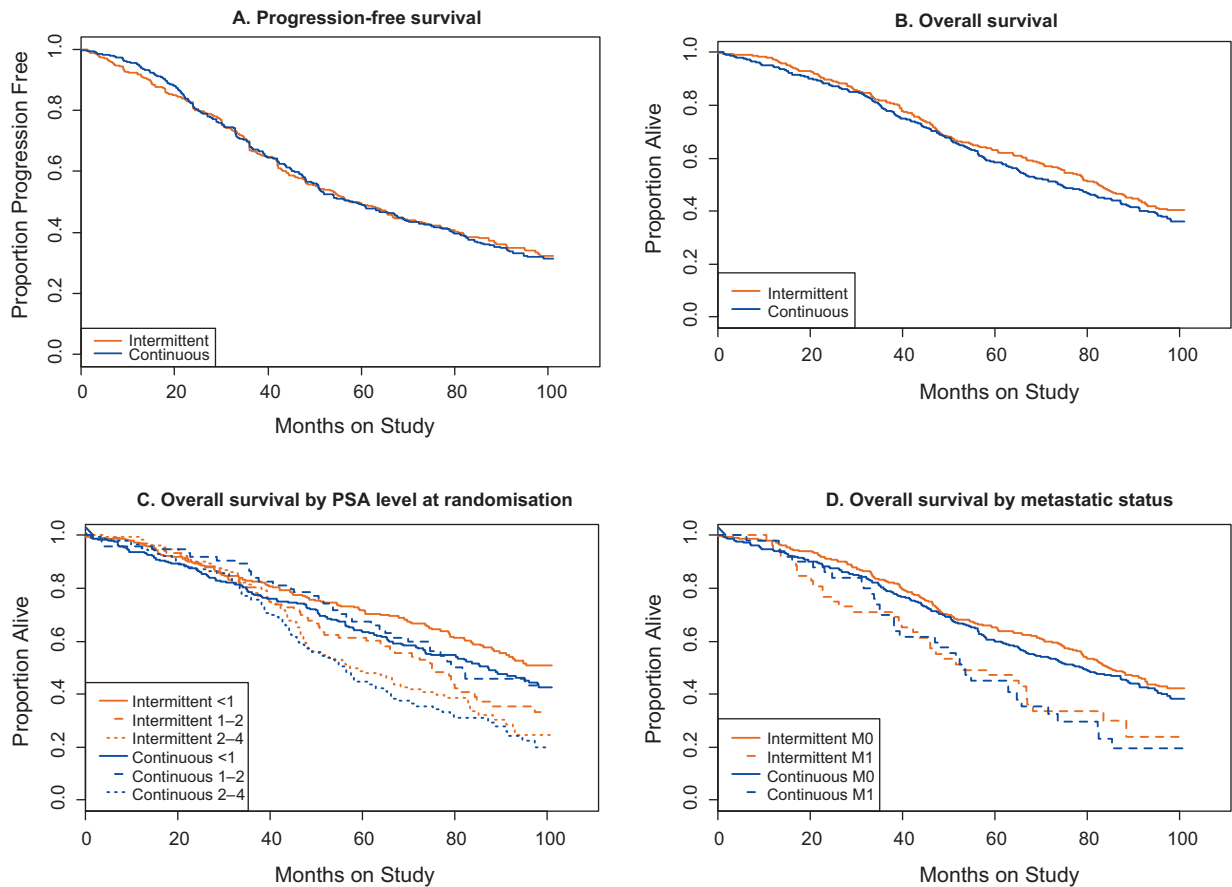 A. Progression-free survival
Proportion Progression Free
1.0
0.8
0.6
0.4
0.2
0.0
Intermittent
Continuous
0 20 40 60 80 100
Months on Study
B. Overall survival
Proportion Alive
1.0
0.8
0.6
0.4
0.2
0.0
Intermittent
Continuous
0 20 40 60 80 100
Months on Study
C. Overall survival by PSA level at randomisation
Proportion Alive
1.0
0.8
0.6
0.4
0.2
0.0
Intermittent <1
Intermittent 1–2
Intermittent 2–4
Continuous <1
Continuous 1–2
Continuous 2–4
0 20 40 60 80 100
Months on Study
D. Overall survival by metastatic status
Proportion Alive
1.0
0.8
0.6
0.4
0.2
0.0
Intermittent M0
Intermittent M1
Continuous M0
Continuous M1
0 20 40 60 80 100
Months on Study